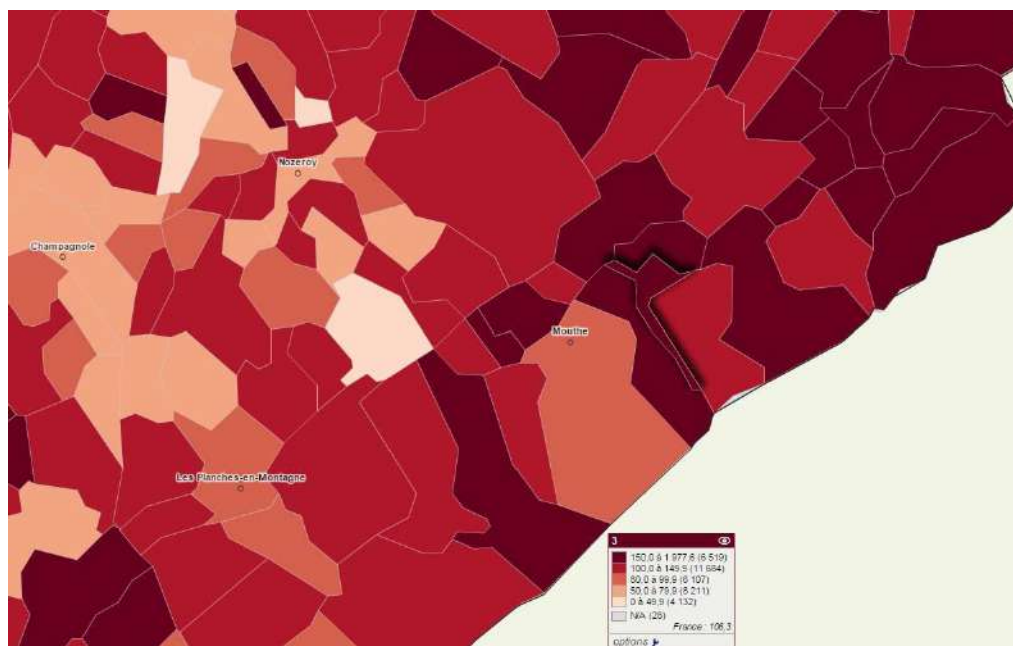 Nozeroy
Champagnole
Mouthe
Les Planches-en-Montagne
3
150,0 à 1 977,6 (6 519)
100,0 à 149,9 (11 684)
80,0 à 99,9 (6 107)
50,0 à 79,9 (5 211)
0 à 49,9 (4 132)
N/A (28)
France : 106,3
options